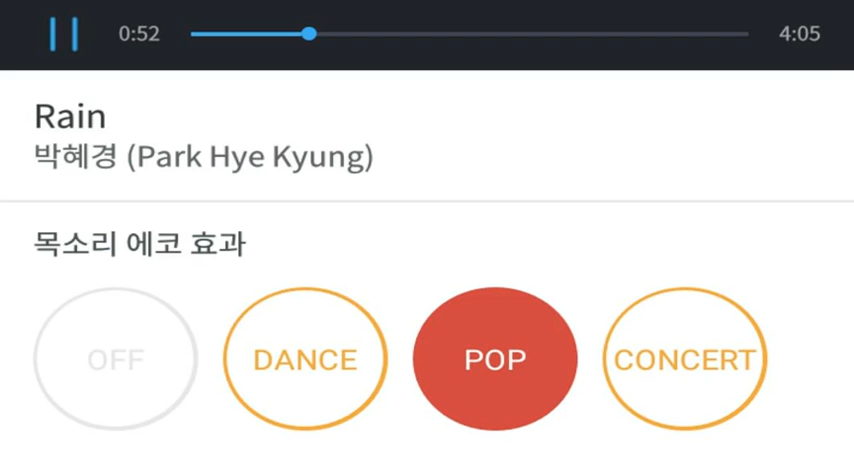 0:52 4:05
Rain
박혜경 (Park Hye Kyung)
목소리 에코 효과
OFF DANCE POP CONCERT